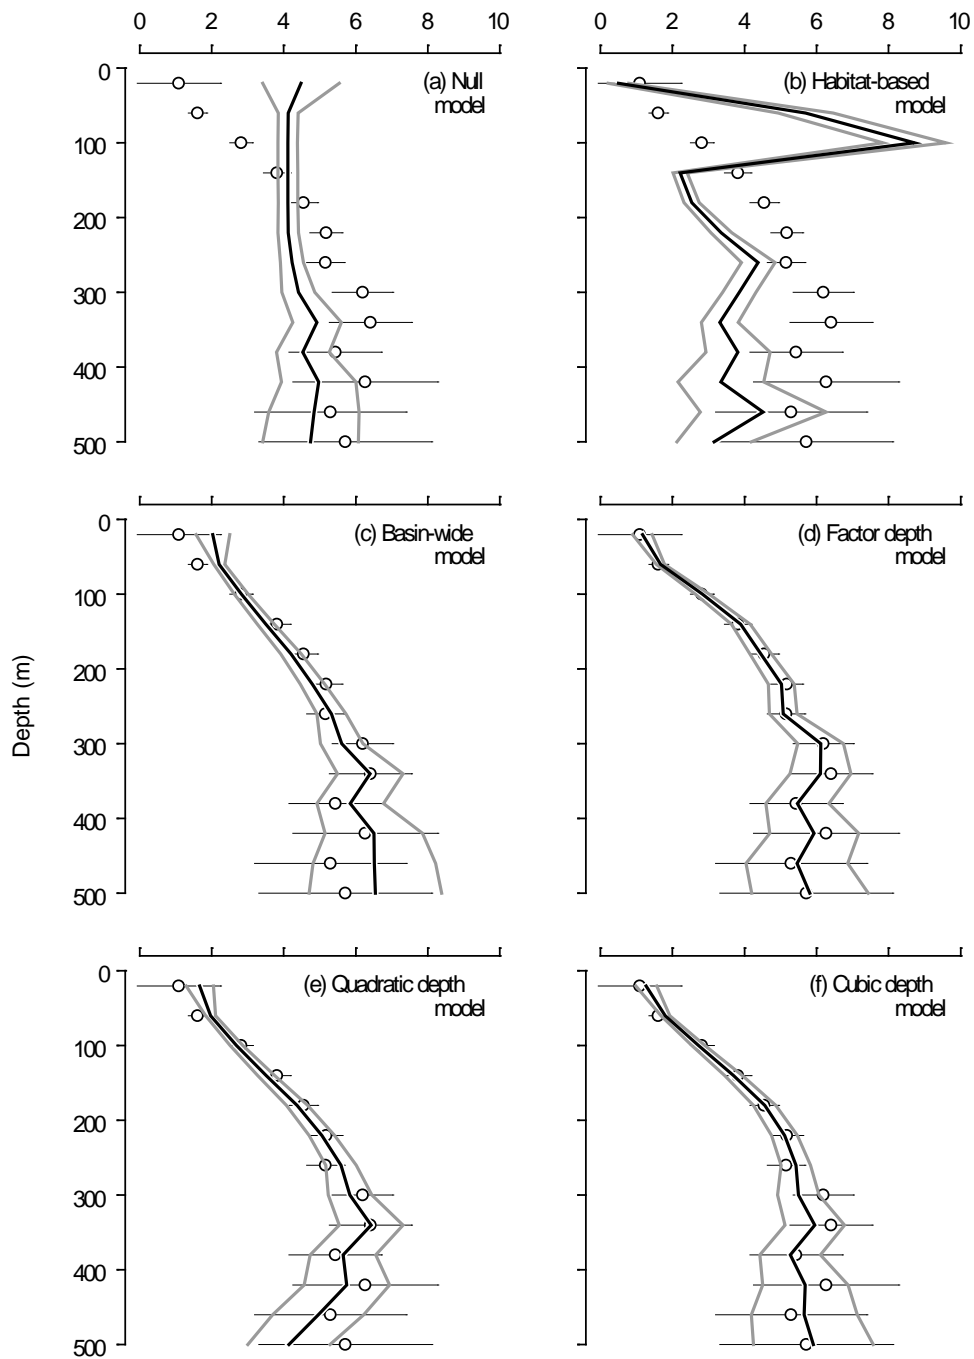 0 2 4 6 8 10 0 2 4 6 8 10
0
100
200
300
400
500
(a) Null
model
(b) Habitat-based
model
0
100
200
300
400
500
(c) Basin-wide
model
(d) Factor depth
model
Depth (m)
0
100
200
300
400
500
(e) Quadratic depth
model
(f) Cubic depth
model